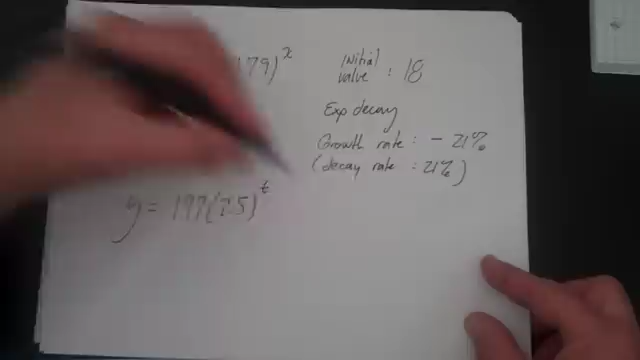 79)ˣ
Initial
value : 18
Exp decay
Growth rate : - 21%
(decay rate : 21%)
y = 197(7.5)ᵗ